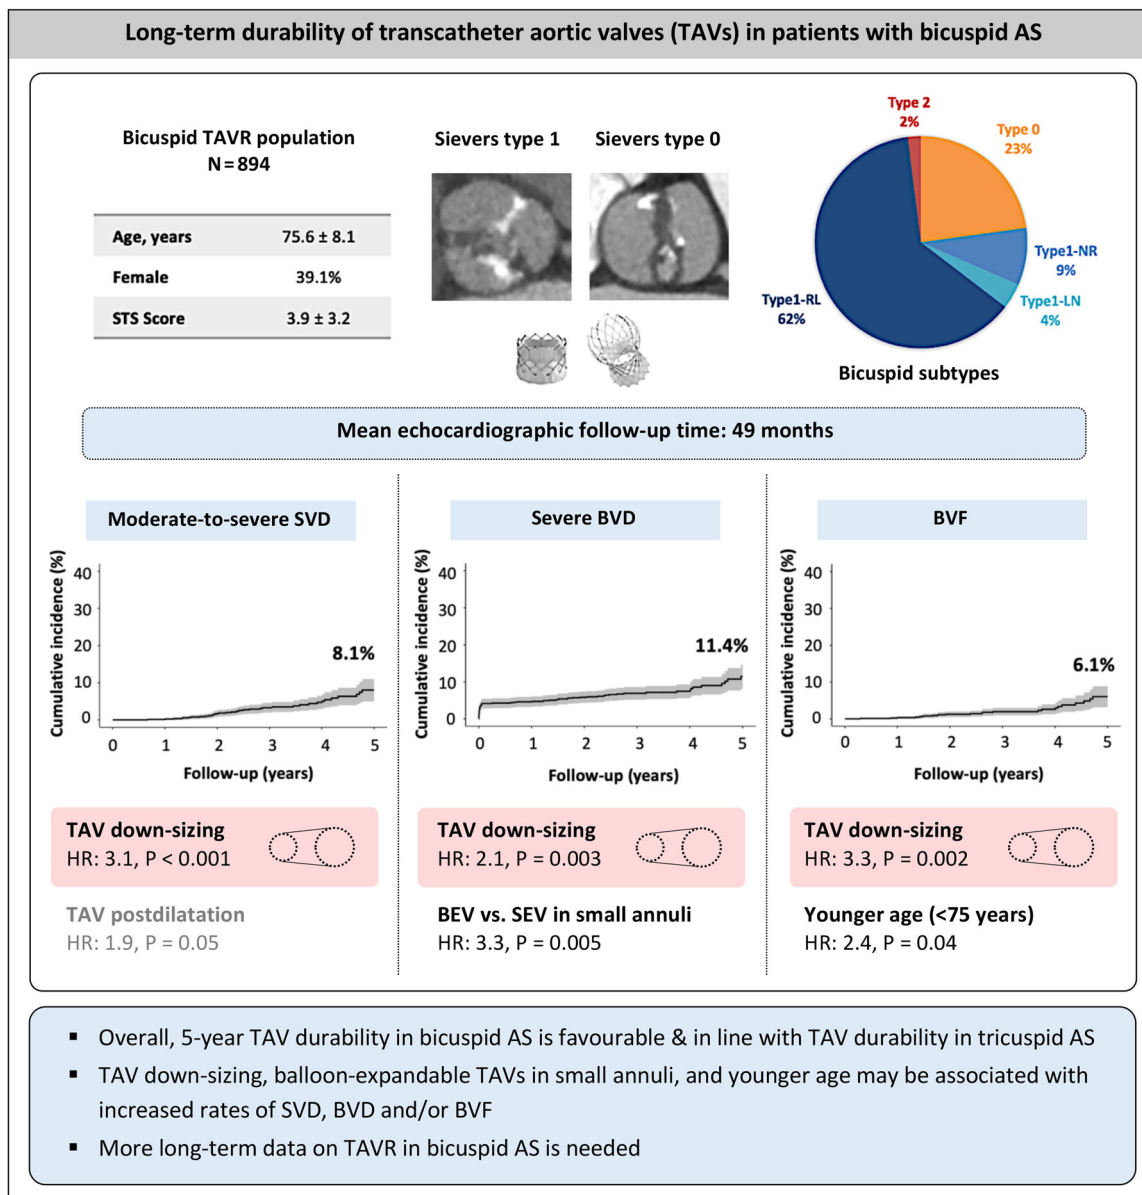 Long-term durability of transcatheter aortic valves (TAVs) in patients with bicuspid AS
Bicuspid TAVR population
N = 894
Age, years 75.6 ± 8.1
Female 39.1%
STS Score 3.9 ± 3.2
Sievers type 1
Sievers type 0
Type 2
2%
Type 0
23%
Type1-NR
9%
Type1-LN
4%
Type1-RL
62%
Bicuspid subtypes
Mean echocardiographic follow-up time: 49 months
Moderate-to-severe SVD
Cumulative incidence (%)
40
30
20
10
0
8.1%
0 1 2 3 4 5
Follow-up (years)
TAV down-sizing
HR: 3.1, P < 0.001
TAV postdilatation
HR: 1.9, P = 0.05
Severe BVD
Cumulative incidence (%)
40
30
20
10
0
11.4%
0 1 2 3 4 5
Follow-up (years)
TAV down-sizing
HR: 2.1, P = 0.003
BEV vs. SEV in small annuli
HR: 3.3, P = 0.005
BVF
Cumulative incidence (%)
40
30
20
10
0
6.1%
0 1 2 3 4 5
Follow-up (years)
TAV down-sizing
HR: 3.3, P = 0.002
Younger age (<75 years)
HR: 2.4, P = 0.04
▪ Overall, 5-year TAV durability in bicuspid AS is favourable & in line with TAV durability in tricuspid AS
▪ TAV down-sizing, balloon-expandable TAVs in small annuli, and younger age may be associated with
increased rates of SVD, BVD and/or BVF
▪ More long-term data on TAVR in bicuspid AS is needed